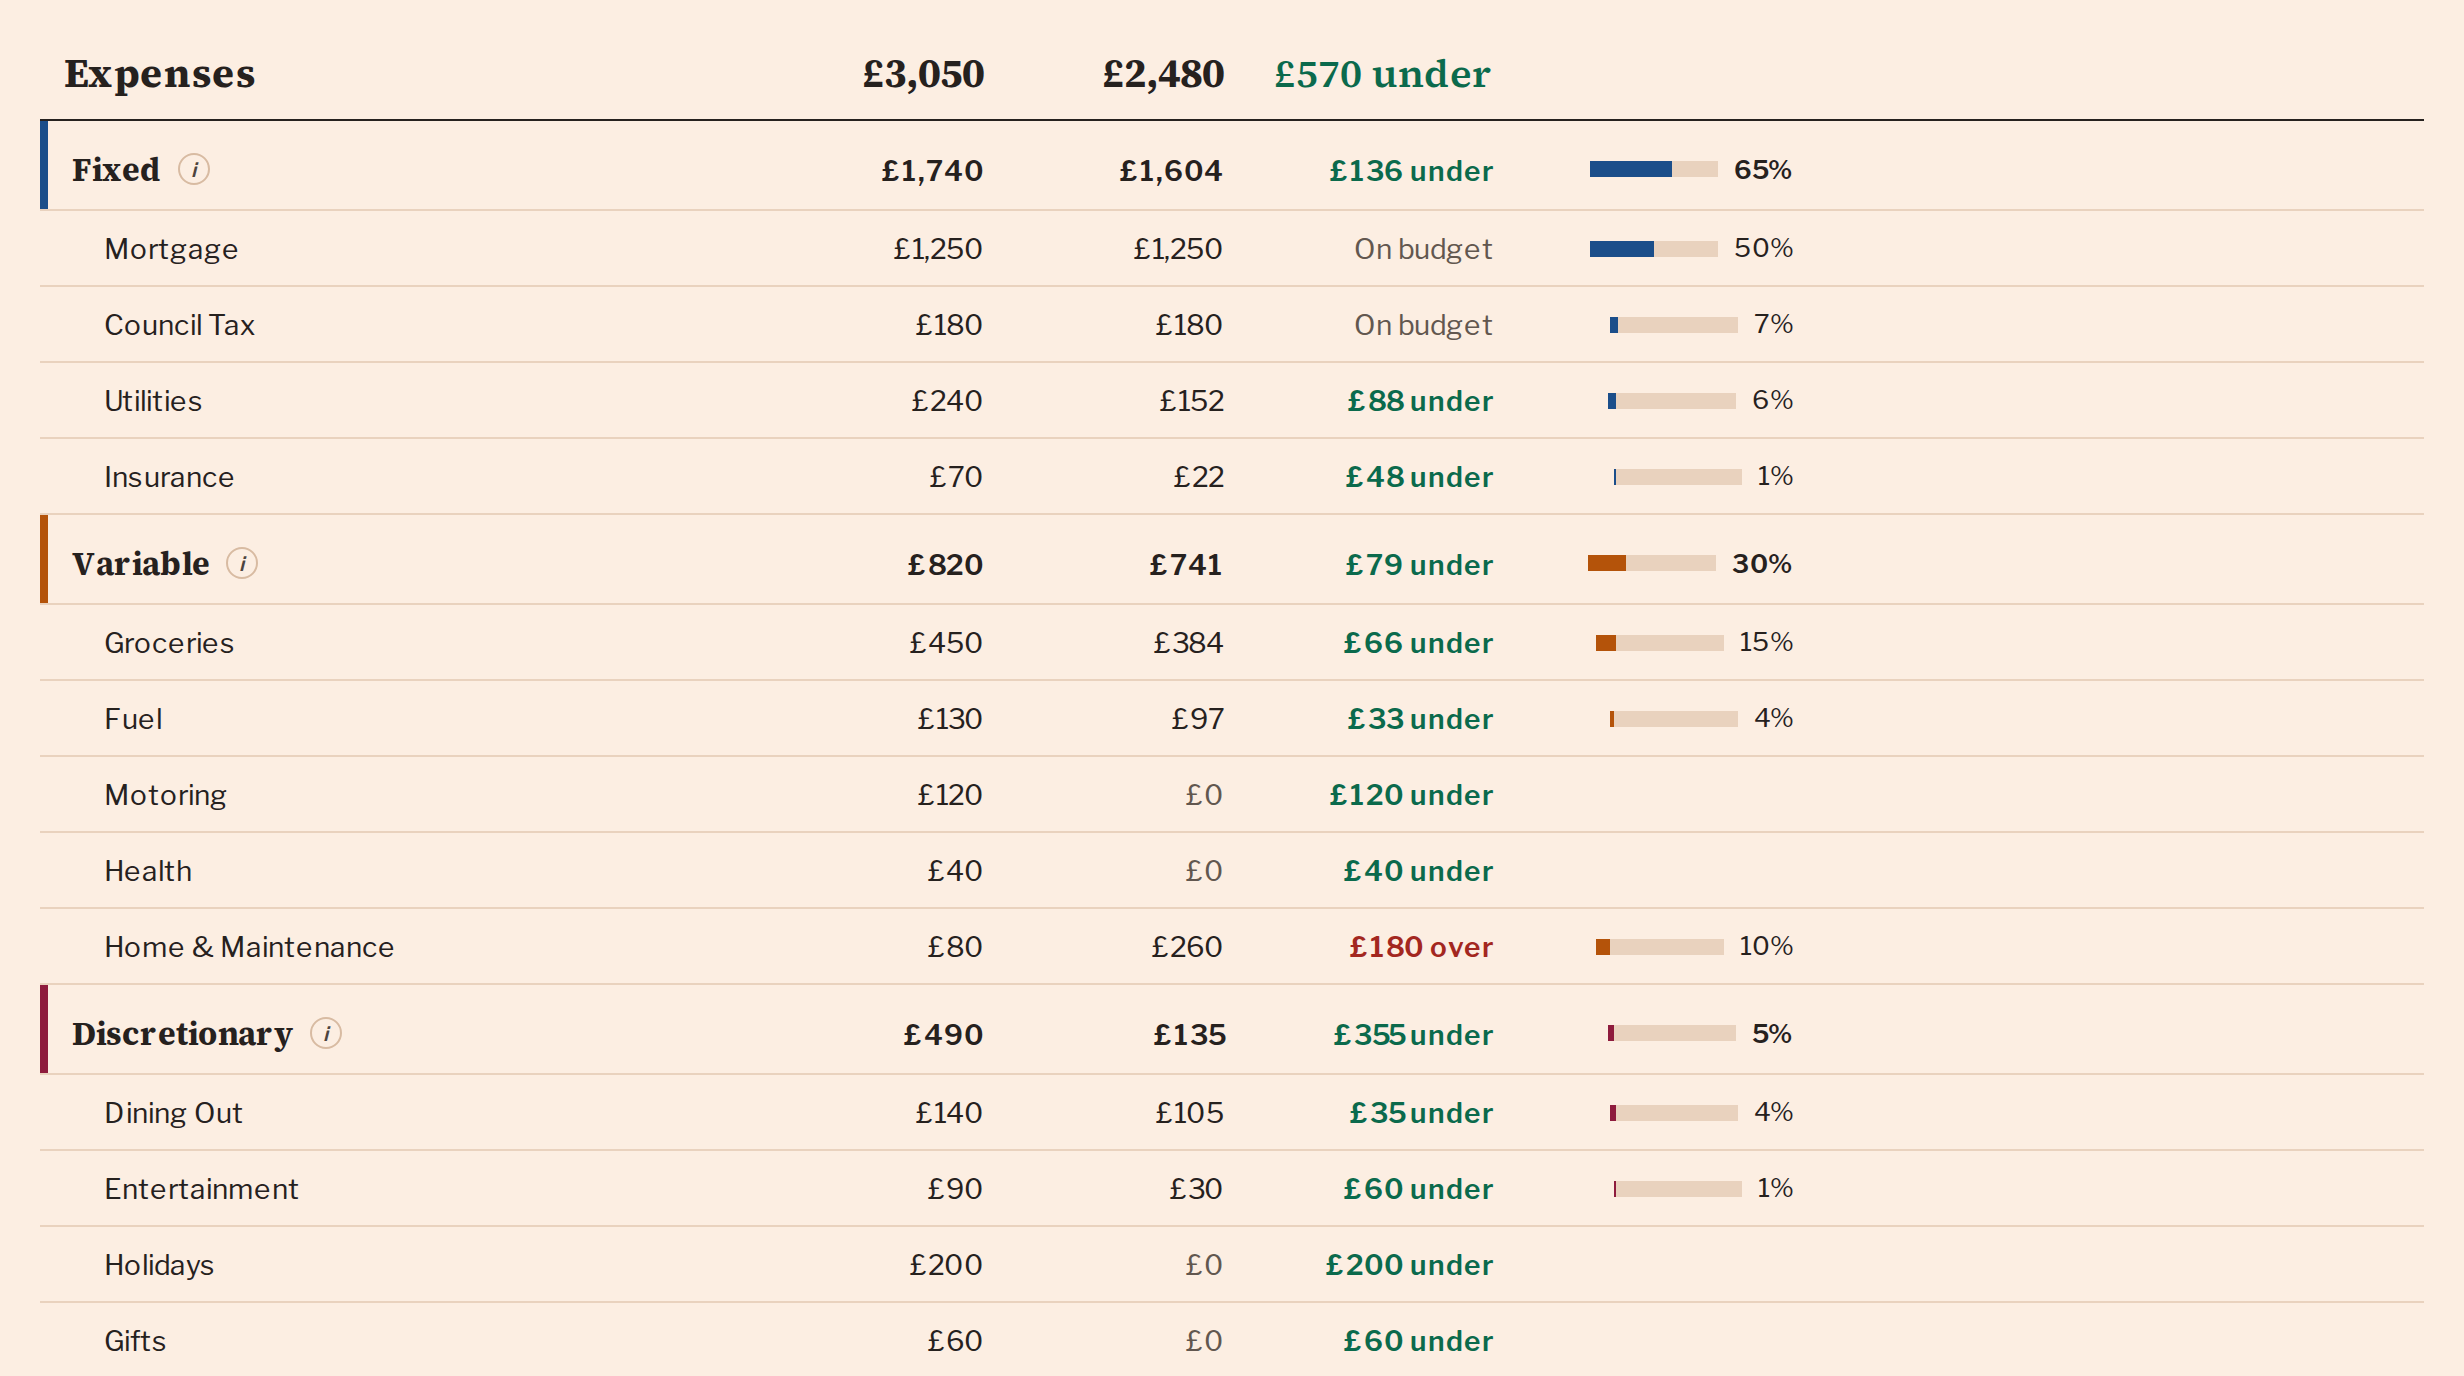 Expenses £3,050 £2,480 £570 under
Fixed i £1,740 £1,604 £136 under 65%
Mortgage £1,250 £1,250 On budget 50%
Council Tax £180 £180 On budget 7%
Utilities £240 £152 £88 under 6%
Insurance £70 £22 £48 under 1%
Variable i £820 £741 £79 under 30%
Groceries £450 £384 £66 under 15%
Fuel £130 £97 £33 under 4%
Motoring £120 £0 £120 under
Health £40 £0 £40 under
Home & Maintenance £80 £260 £180 over 10%
Discretionary i £490 £135 £355 under 5%
Dining Out £140 £105 £35 under 4%
Entertainment £90 £30 £60 under 1%
Holidays £200 £0 £200 under
Gifts £60 £0 £60 under